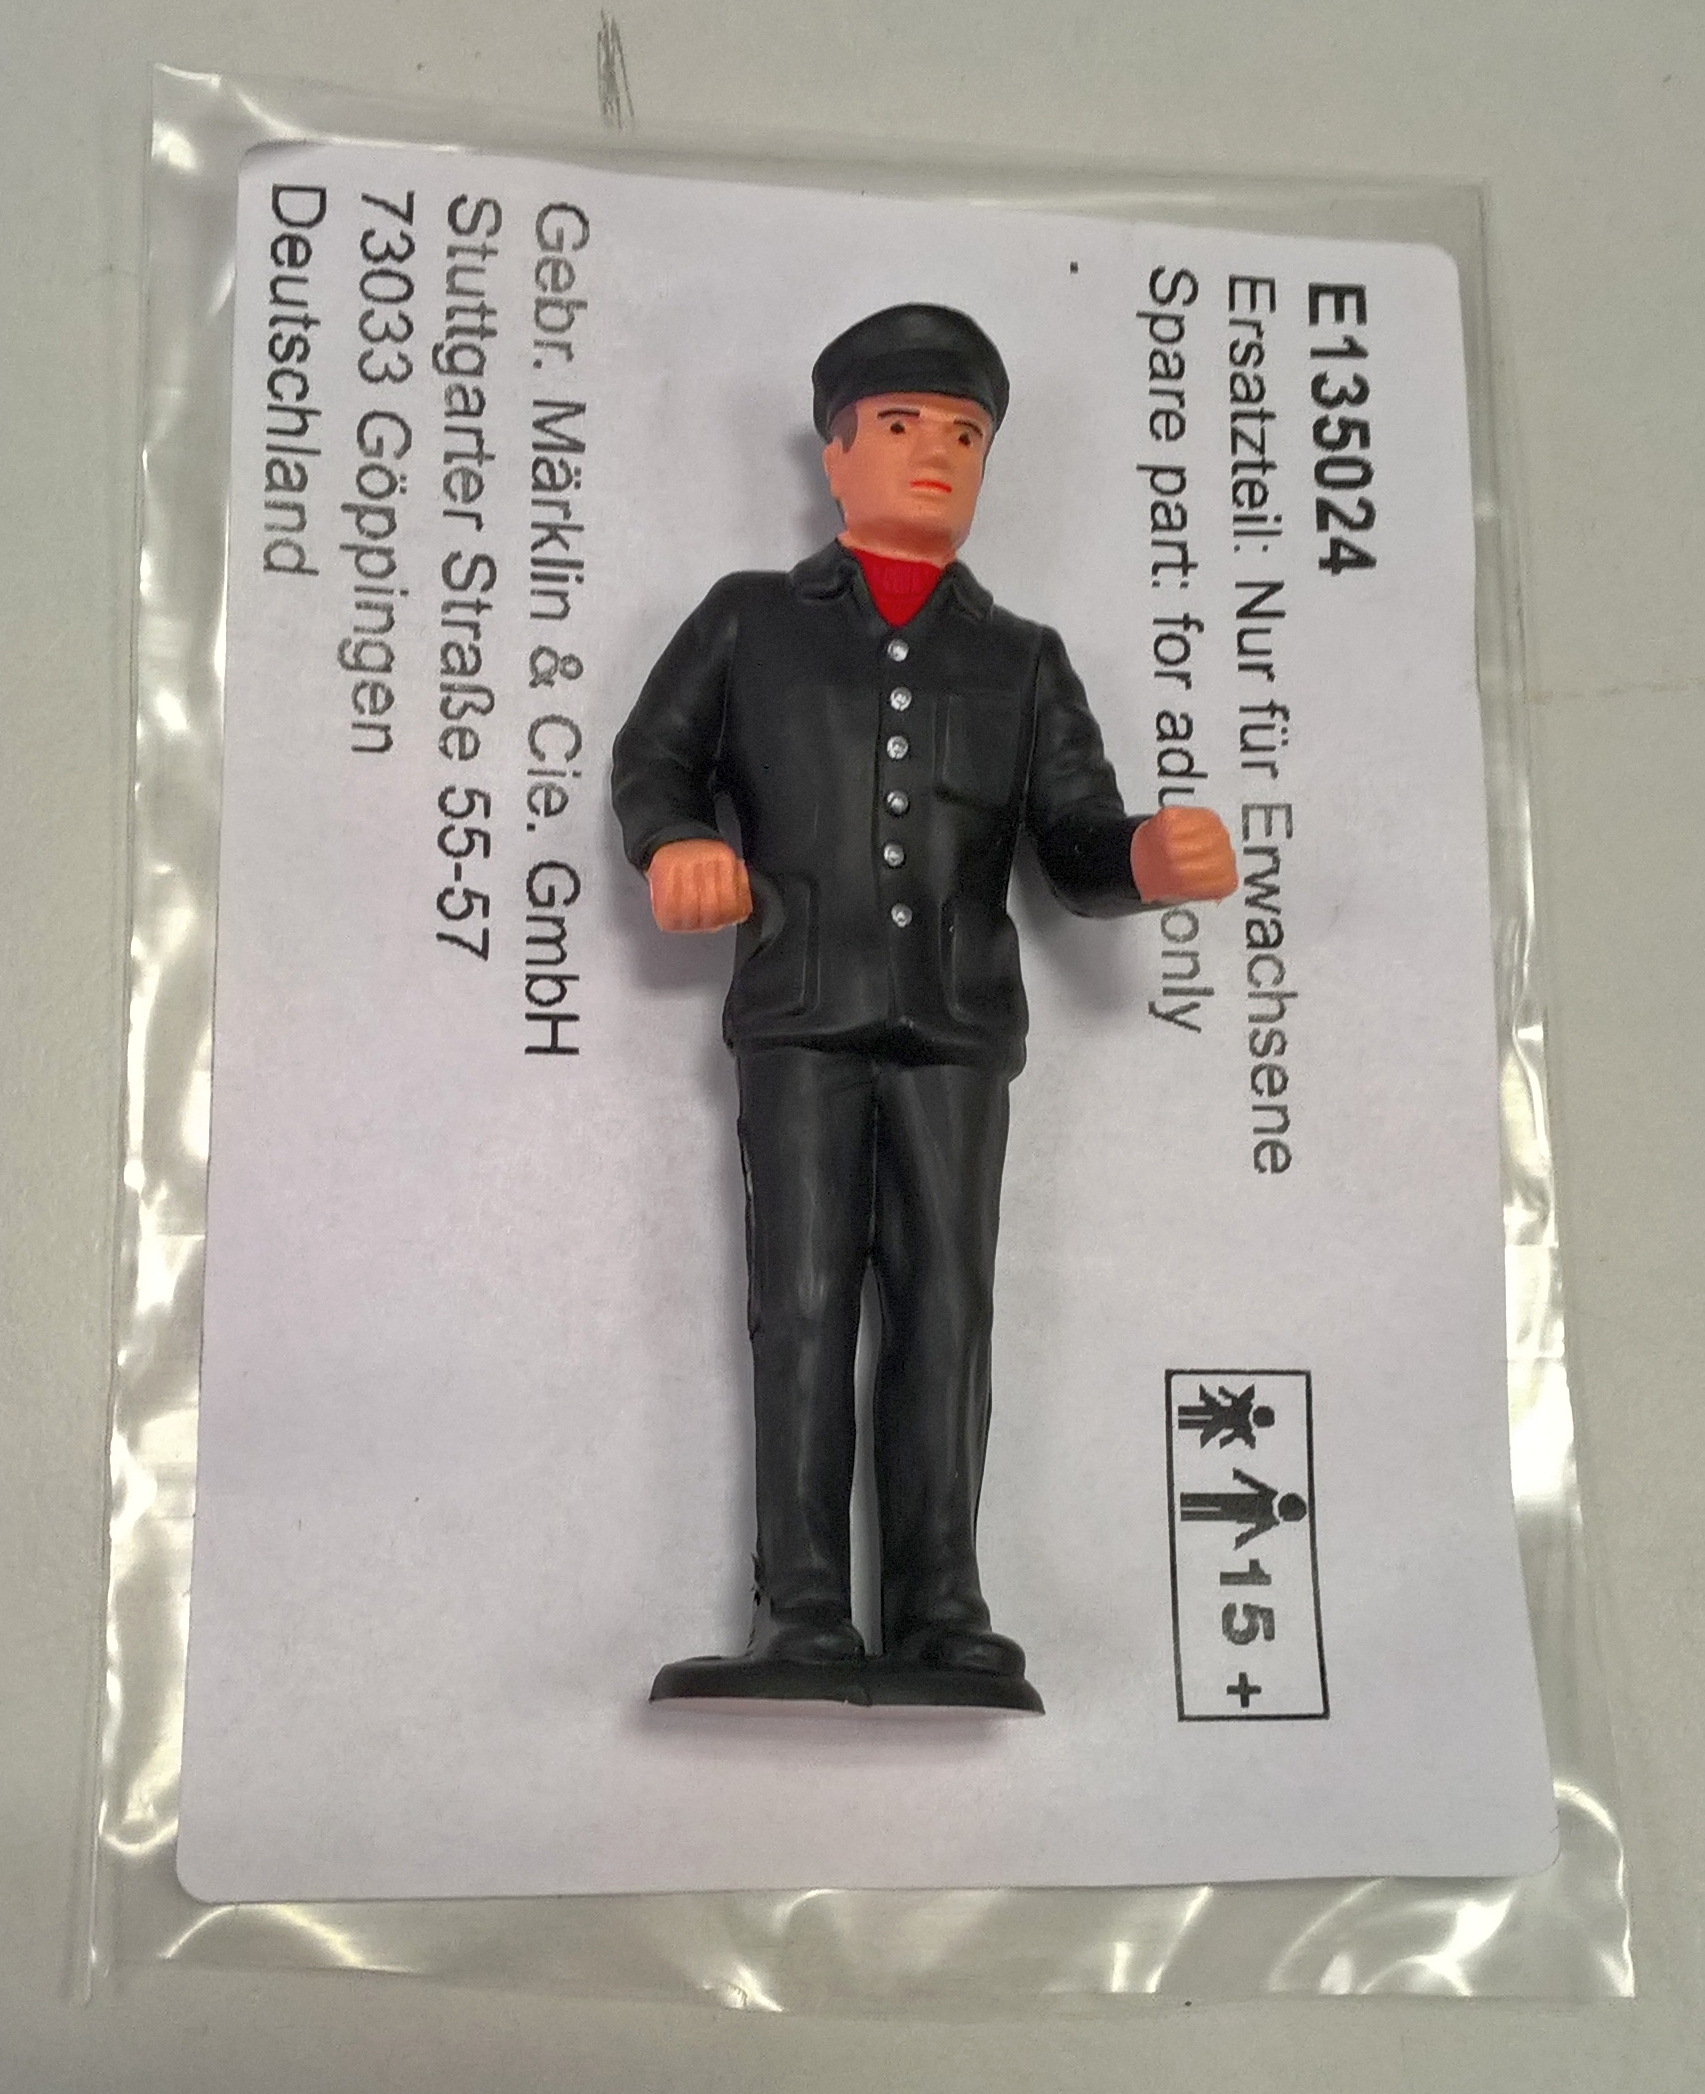 E135024
Ersatzteil: Nur für Erwachsene
Spare part: for only
15 +
Gebr. Märklin & Cie. GmbH
Stuttgarter Straße 55-57
73033 Göppingen
Deutschland